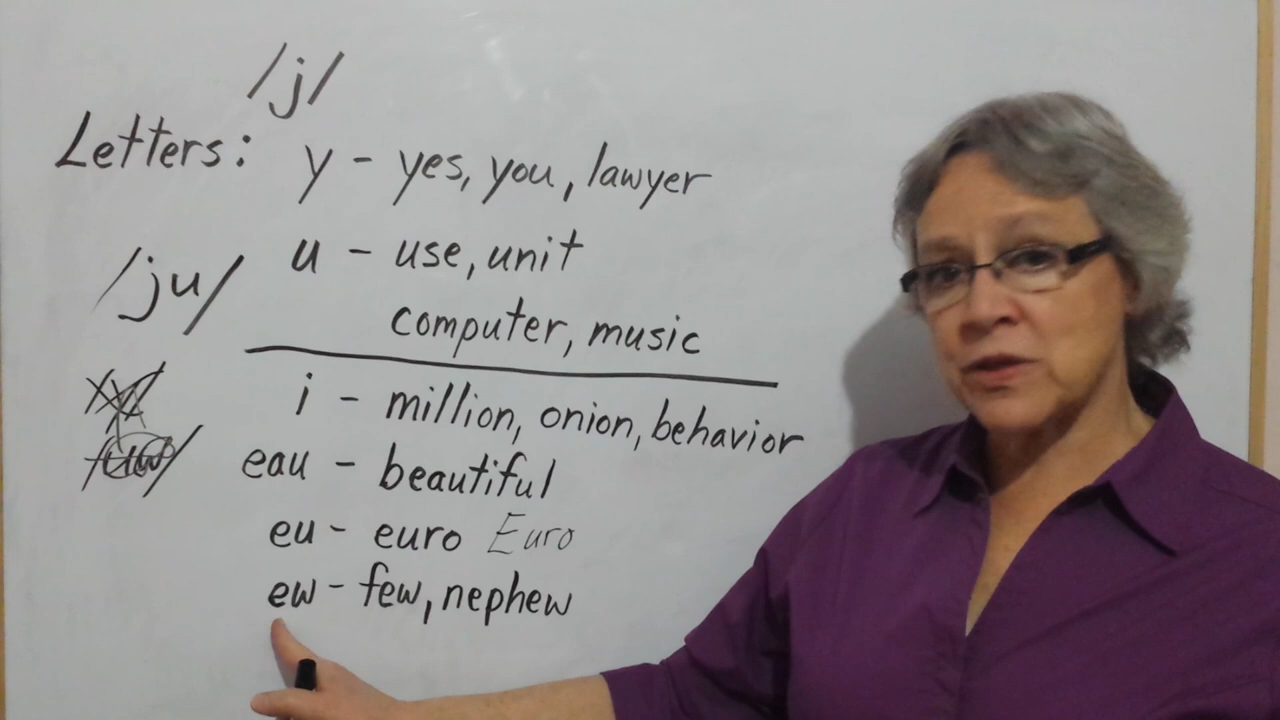 /j/
Letters: y - yes, you, lawyer
u - use, unit
/ju/
computer, music
i - million, onion, behavior
eau - beautiful
eu - euro Euro
ew - few, nephew